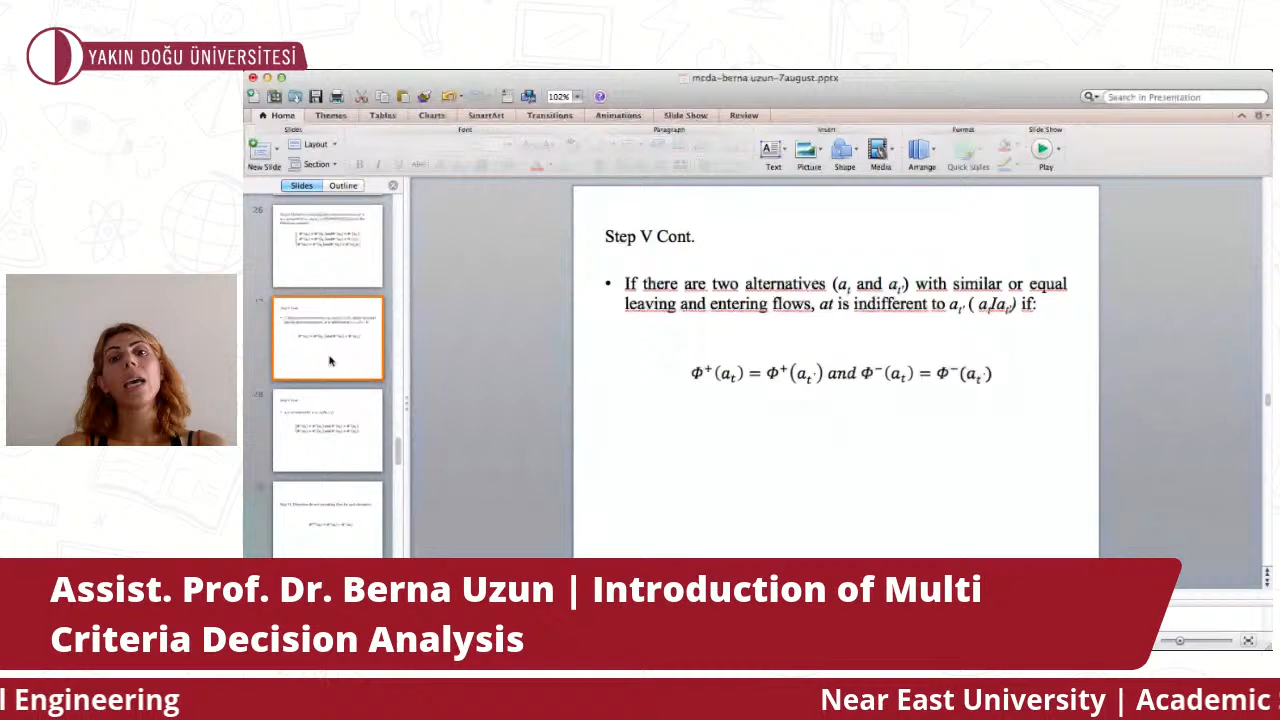 YAKIN DOĞU ÜNİVERSİTESİ
mcda-berna uzun-7august.pptx
102%
Search in Presentation
Home Themes Tables Charts SmartArt Transitions Animations Slide Show Review
Slides Font Paragraph Insert Format Slide Show
New Slide Layout Section Text Picture Shape Media Arrange Quick Styles Play
Slides Outline
26
28
Step V Cont.
• If there are two alternatives (aₜ and aₜ′) with similar or equal
leaving and entering flows, at is indifferent to aₜ′ ( aₜIaₜ′) if:
Φ⁺(aₜ) = Φ⁺(aₜ′) and Φ⁻(aₜ) = Φ⁻(aₜ′)
Assist. Prof. Dr. Berna Uzun | Introduction of Multi
Criteria Decision Analysis
l Engineering
Near East University | Academic